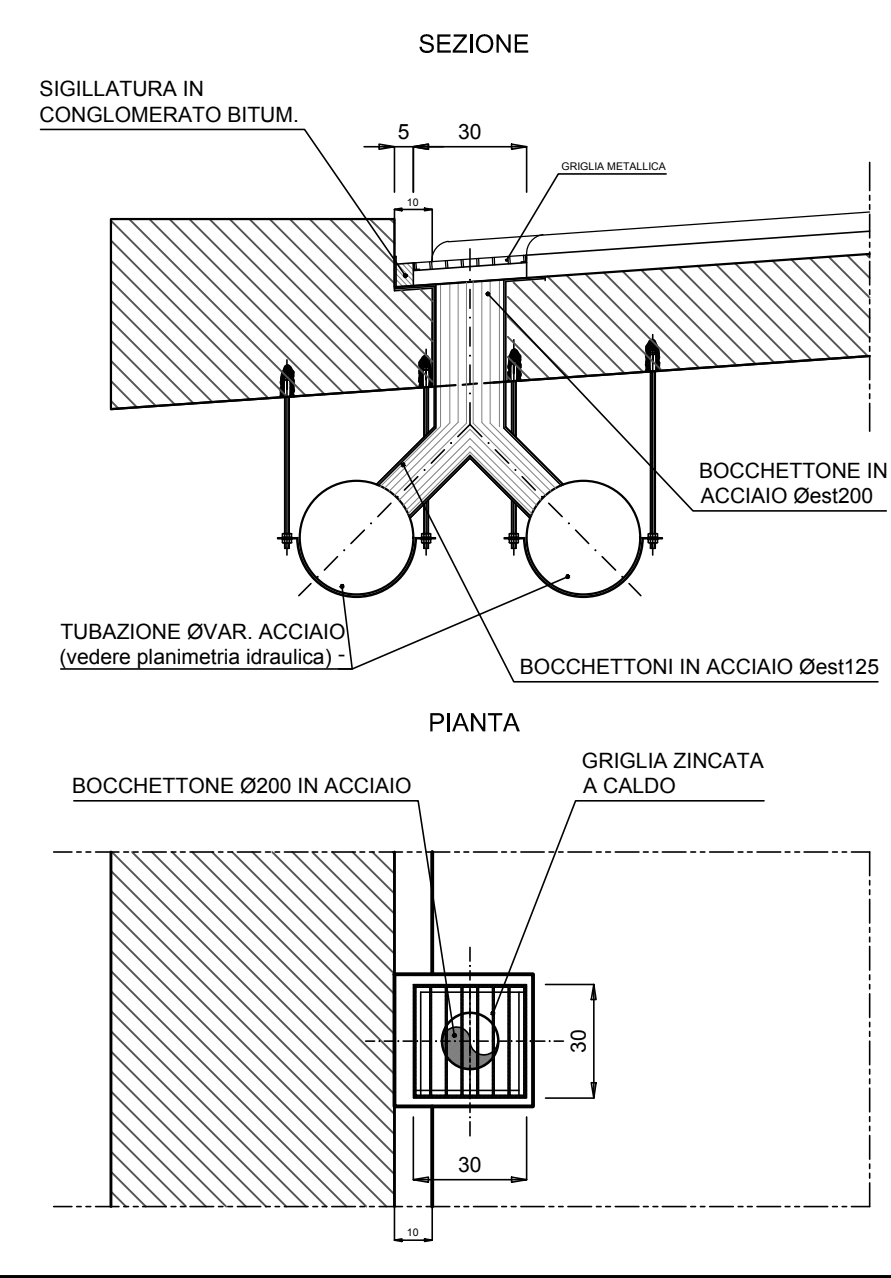 SEZIONE
SIGILLATURA IN
CONGLOMERATO BITUM.
5
30
GRIGLIA METALLICA
10
BOCCHETTONE IN
ACCIAIO Øest200
TUBAZIONE ØVAR. ACCIAIO
(vedere planimetria idraulica) -
BOCCHETTONI IN ACCIAIO Øest125
PIANTA
GRIGLIA ZINCATA
A CALDO
BOCCHETTONE Ø200 IN ACCIAIO
30
30
10